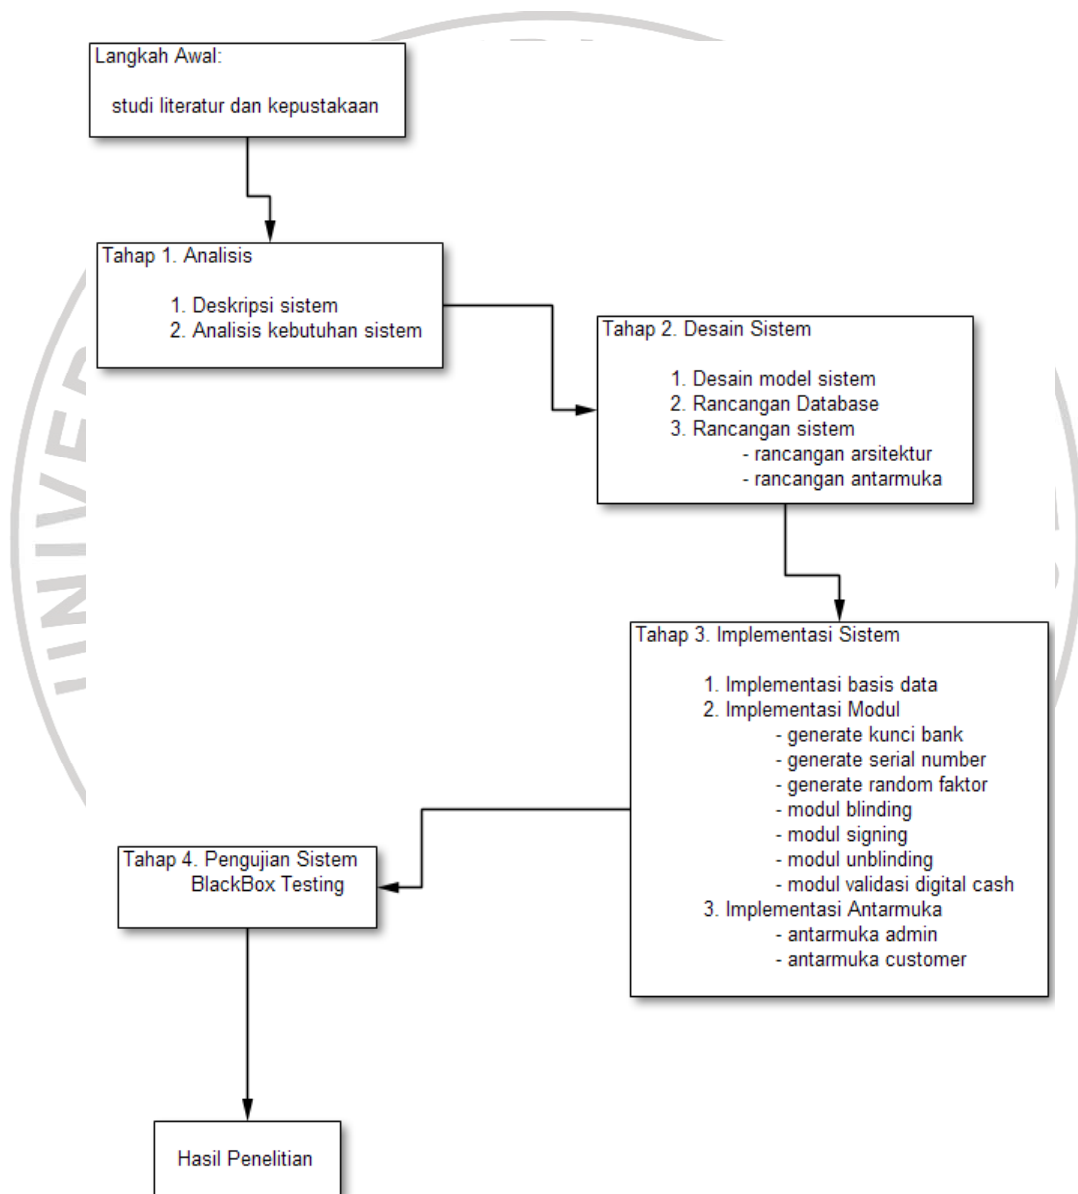 Langkah Awal:
studi literatur dan kepustakaan
Tahap 1. Analisis
1. Deskripsi sistem
2. Analisis kebutuhan sistem
Tahap 2. Desain Sistem
1. Desain model sistem
2. Rancangan Database
3. Rancangan sistem
- rancangan arsitektur
- rancangan antarmuka
Tahap 3. Implementasi Sistem
1. Implementasi basis data
2. Implementasi Modul
- generate kunci bank
- generate serial number
- generate random faktor
- modul blinding
- modul signing
- modul unblinding
- modul validasi digital cash
3. Implementasi Antarmuka
- antarmuka admin
- antarmuka customer
Tahap 4. Pengujian Sistem
BlackBox Testing
Hasil Penelitian